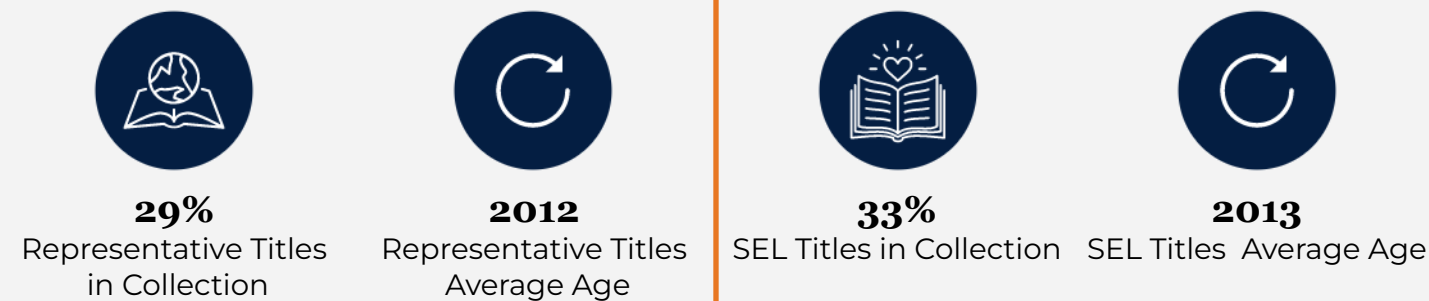 29%
Representative Titles
in Collection
2012
Representative Titles
Average Age
33%
SEL Titles in Collection
2013
SEL Titles  Average Age